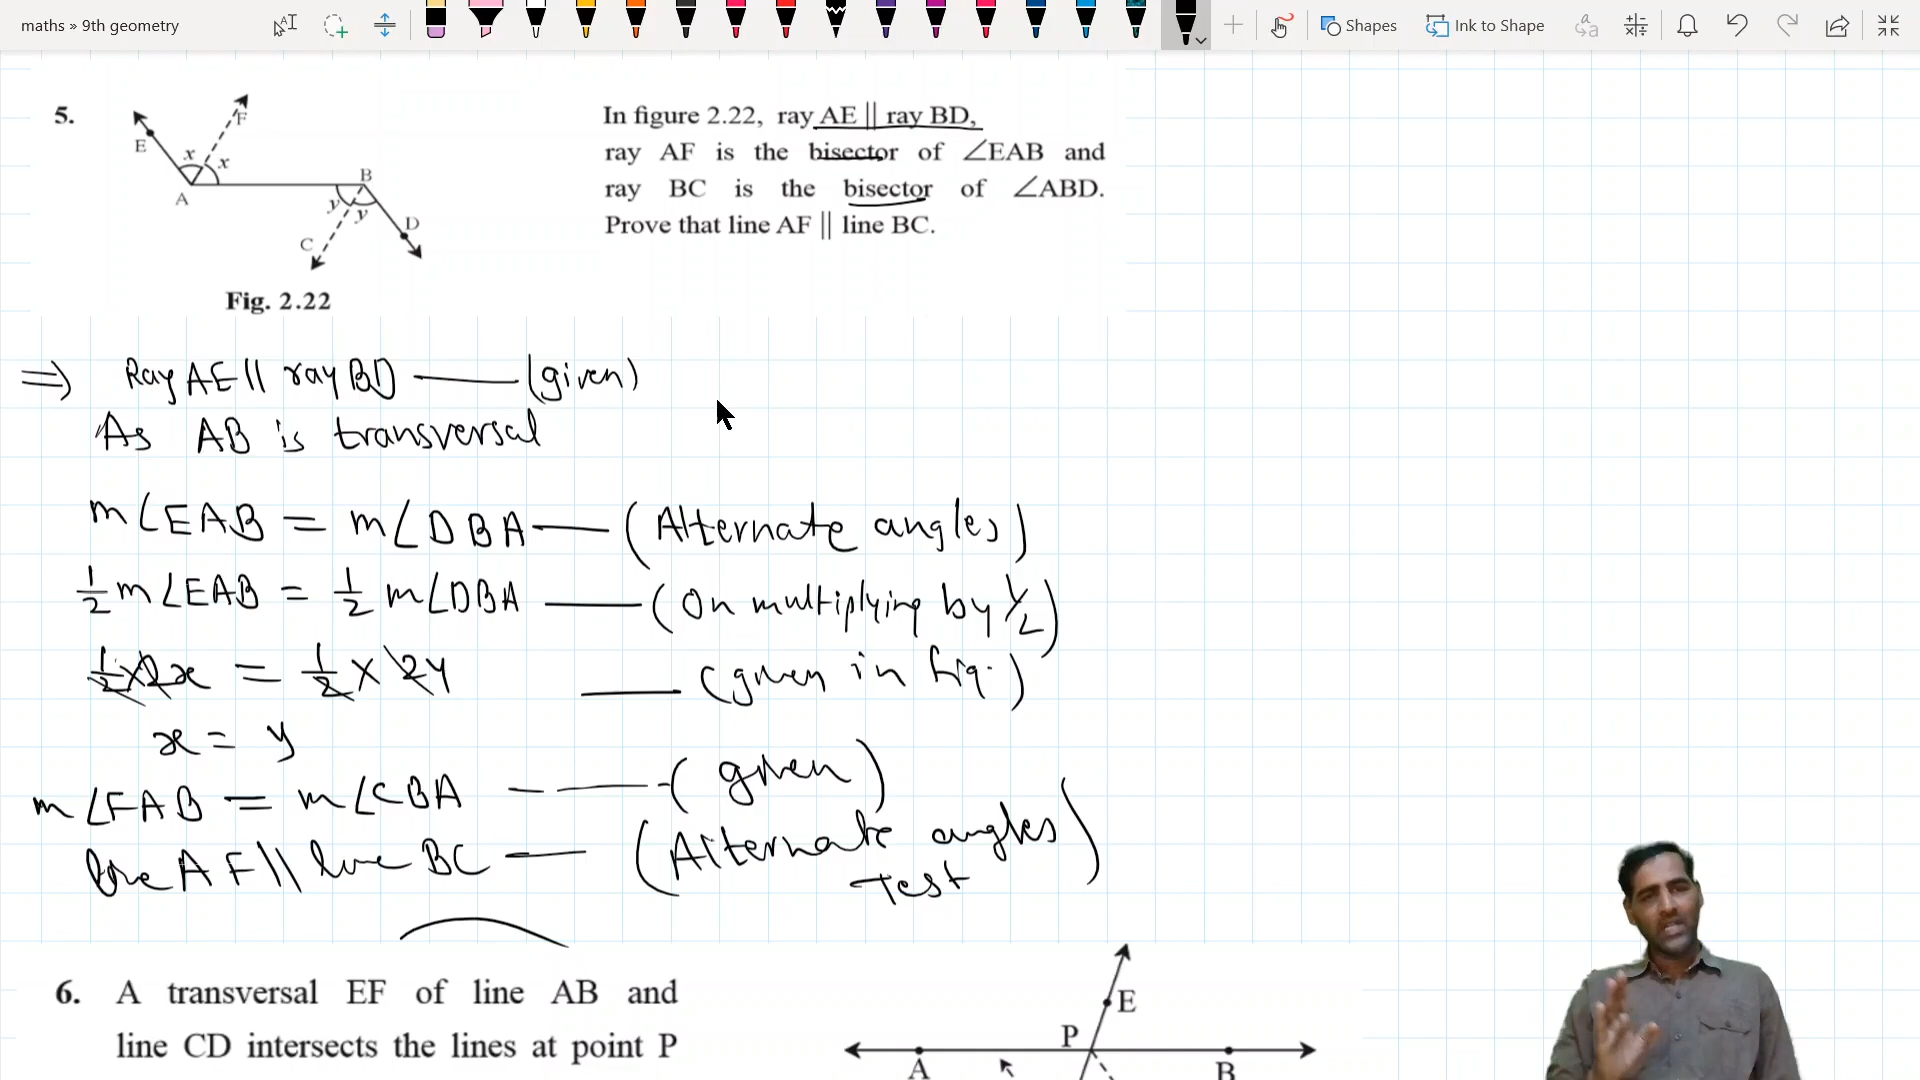 maths » 9th geometry
Shapes
Ink to Shape
5.
F
E
x
x
A
B
y
y
D
C
Fig. 2.22
In figure 2.22, ray AE || ray BD,
ray AF is the bisector of ∠EAB and
ray BC is the bisector of ∠ABD.
Prove that line AF || line BC.
⇒ Ray AE || ray BD — (given)
As AB is transversal
m∠EAB = m∠DBA — (Alternate angles)
1/2 m∠EAB = 1/2 m∠DBA — (On multiplying by 1/2)
1/2 × 2x = 1/2 × 2y — (given in fig.)
x = y
m∠FAB = m∠CBA — (given)
line AF || line BC — (Alternate angles
Test)
6. A transversal EF of line AB and
line CD intersects the lines at point P
E
P
A
B